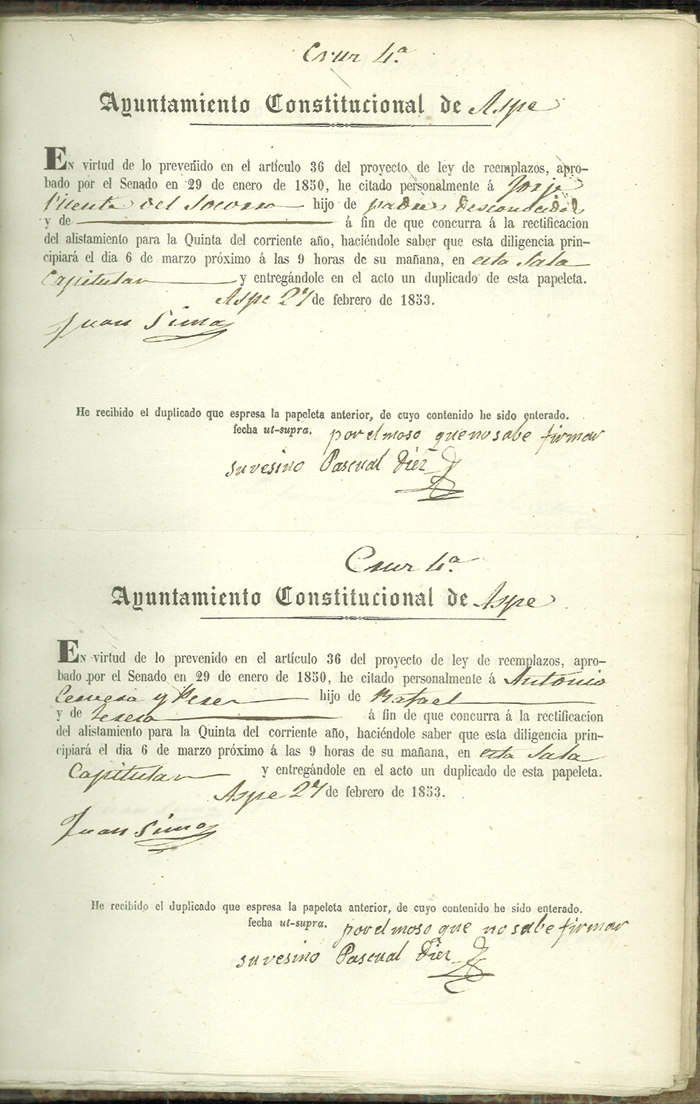 Cruz 4.ª
Ayuntamiento Constitucional de Aspe
EN virtud de lo prevenido en el artículo 36 del proyecto de ley de reemplazos, apro-
bado por el Senado en 29 de enero de 1850, he citado personalmente á Jorje
Vicente del Socorro hijo de padres desconocidos
y de á fin de que concurra á la rectificacion
del alistamiento para la Quinta del corriente año, haciéndole saber que esta diligencia prin-
cipiará el dia 6 de marzo próximo á las 9 horas de su mañana, en esta Sala
Capitular y entregándole en el acto un duplicado de esta papeleta.
Aspe 27 de febrero de 1853.
Juan
He recibido el duplicado que espresa la papeleta anterior, de cuyo contenido he sido enterado.
fecha ut-supra. por el moso que no sabe firmar
su vesino Pascual Diez
Cruz 4.ª
Ayuntamiento Constitucional de Aspe
EN virtud de lo prevenido en el artículo 36 del proyecto de ley de reemplazos, apro-
bado por el Senado en 29 de enero de 1850, he citado personalmente á Antonio
y hijo de Rafael
y de Teresa á fin de que concurra á la rectificacion
del alistamiento para la Quinta del corriente año, haciéndole saber que esta diligencia prin-
cipiará el dia 6 de marzo próximo á las 9 horas de su mañana, en esta Sala
Capitular y entregándole en el acto un duplicado de esta papeleta.
Aspe 27 de febrero de 1853.
Juan
He recibido el duplicado que espresa la papeleta anterior, de cuyo contenido he sido enterado.
fecha ut-supra. por el moso que no sabe firmar
su vesino Pascual Diez